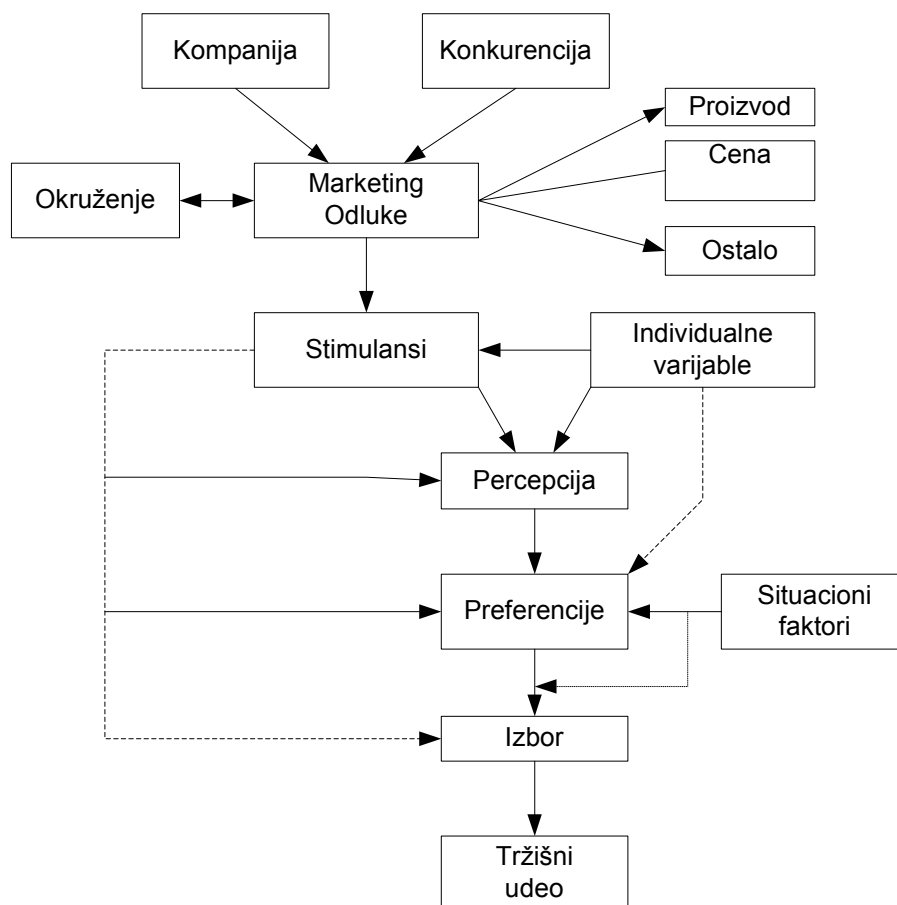 Kompanija
Konkurencija
Proizvod
Cena
Okruženje
Marketing
Odluke
Ostalo
Stimulansi
Individualne
varijable
Percepcija
Preferencije
Situacioni
faktori
Izbor
Tržišni
udeo